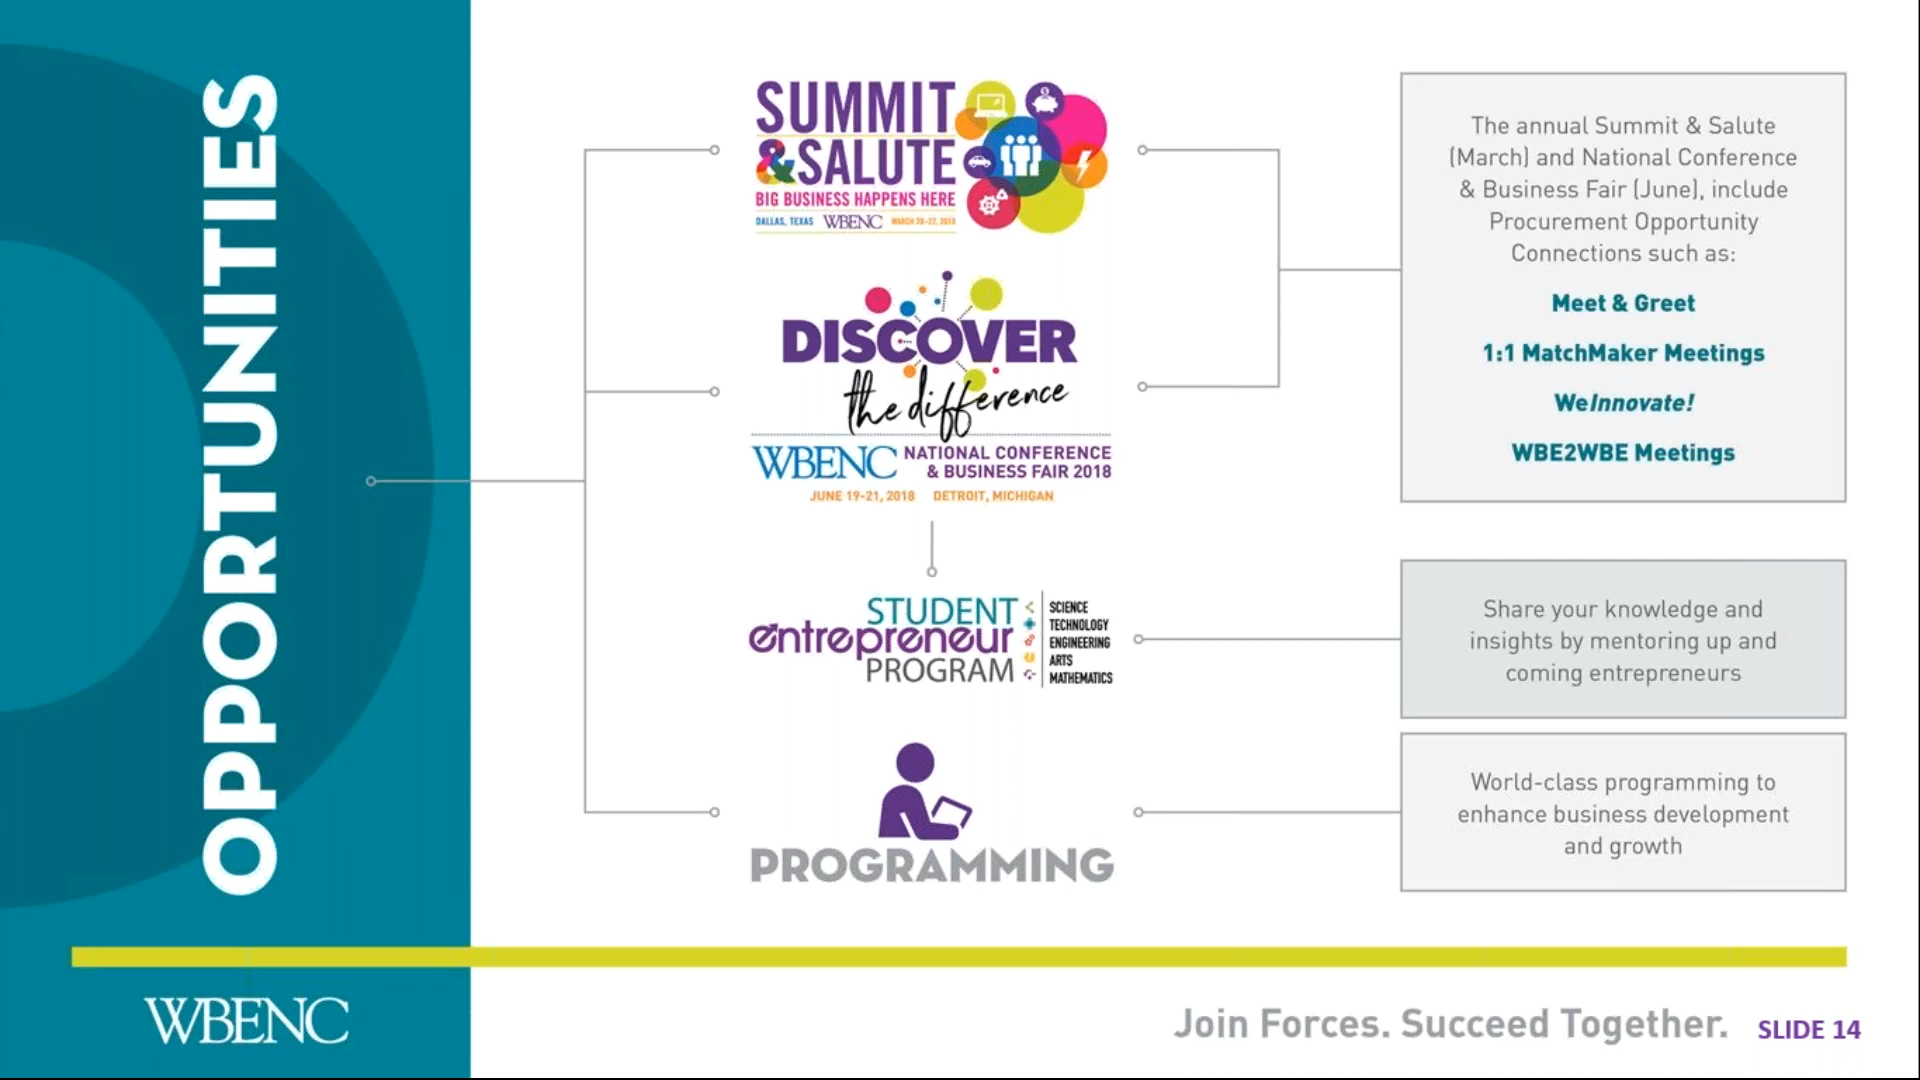 OPPORTUNITIES
SUMMIT
&SALUTE
BIG BUSINESS HAPPENS HERE
DALLAS, TEXAS WBENC MARCH 20-22, 2018
DISCOVER
the difference
WBENC NATIONAL CONFERENCE
& BUSINESS FAIR 2018
JUNE 19-21, 2018 DETROIT, MICHIGAN
STUDENT
entrepreneur
PROGRAM
SCIENCE
TECHNOLOGY
ENGINEERING
ARTS
MATHEMATICS
PROGRAMMING
The annual Summit & Salute
(March) and National Conference
& Business Fair (June), include
Procurement Opportunity
Connections such as:
Meet & Greet
1:1 MatchMaker Meetings
WeInnovate!
WBE2WBE Meetings
Share your knowledge and
insights by mentoring up and
coming entrepreneurs
World-class programming to
enhance business development
and growth
WBENC
Join Forces. Succeed Together.
SLIDE 14